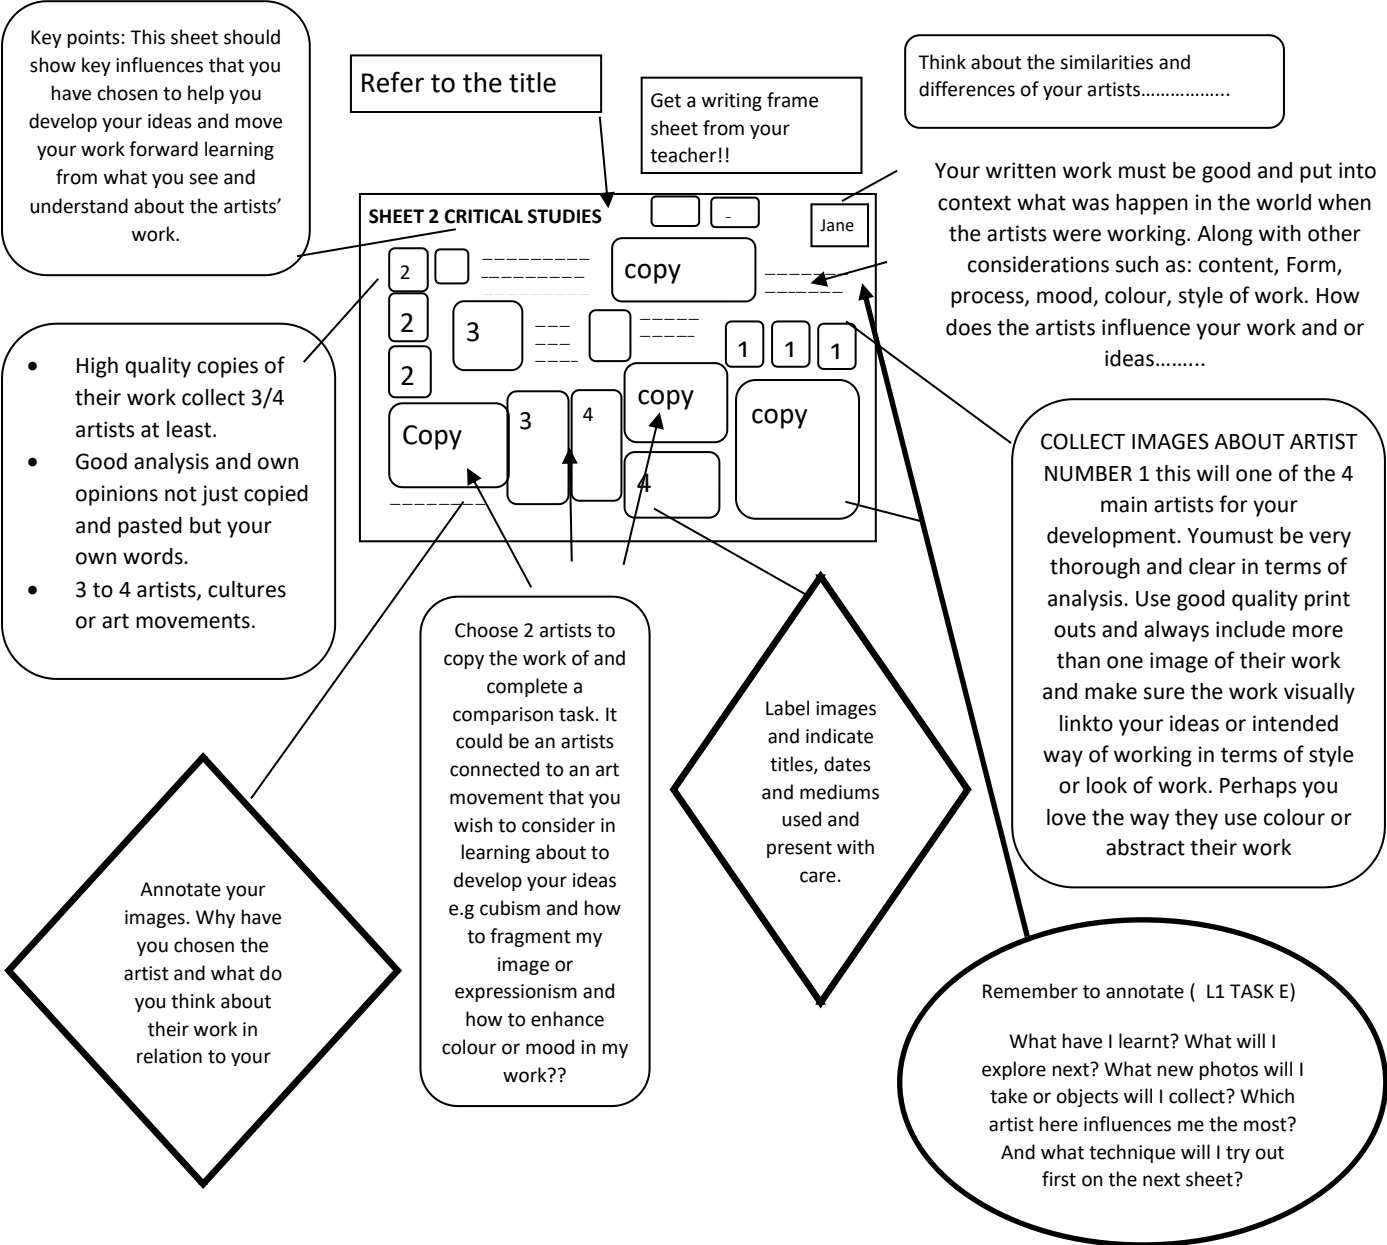 Key points: This sheet should
show key influences that you
have chosen to help you
develop your ideas and move
your work forward learning
from what you see and
understand about the artists’
work.
Refer to the title
Get a writing frame
sheet from your
teacher!!
Think about the similarities and
differences of your artists……………..
Your written work must be good and put into
context what was happen in the world when
the artists were working. Along with other
considerations such as: content, Form,
process, mood, colour, style of work. How
does the artists influence your work and or
ideas……...
SHEET 2 CRITICAL STUDIES
Jane
2
copy
2
3
1
1
1
2
copy
copy
Copy
3
4
4
• High quality copies of
their work collect 3/4
artists at least.
• Good analysis and own
opinions not just copied
and pasted but your
own words.
• 3 to 4 artists, cultures
or art movements.
COLLECT IMAGES ABOUT ARTIST
NUMBER 1 this will one of the 4
main artists for your
development. Youmust be very
thorough and clear in terms of
analysis. Use good quality print
outs and always include more
than one image of their work
and make sure the work visually
linkto your ideas or intended
way of working in terms of style
or look of work. Perhaps you
love the way they use colour or
abstract their work
Choose 2 artists to
copy the work of and
complete a
comparison task. It
could be an artists
connected to an art
movement that you
wish to consider in
learning about to
develop your ideas
e.g cubism and how
to fragment my
image or
expressionism and
how to enhance
colour or mood in my
work??
Label images
and indicate
titles, dates
and mediums
used and
present with
care.
Annotate your
images. Why have
you chosen the
artist and what do
you think about
their work in
relation to your
Remember to annotate (  L1 TASK E)
What have I learnt? What will I
explore next? What new photos will I
take or objects will I collect? Which
artist here influences me the most?
And what technique will I try out
first on the next sheet?